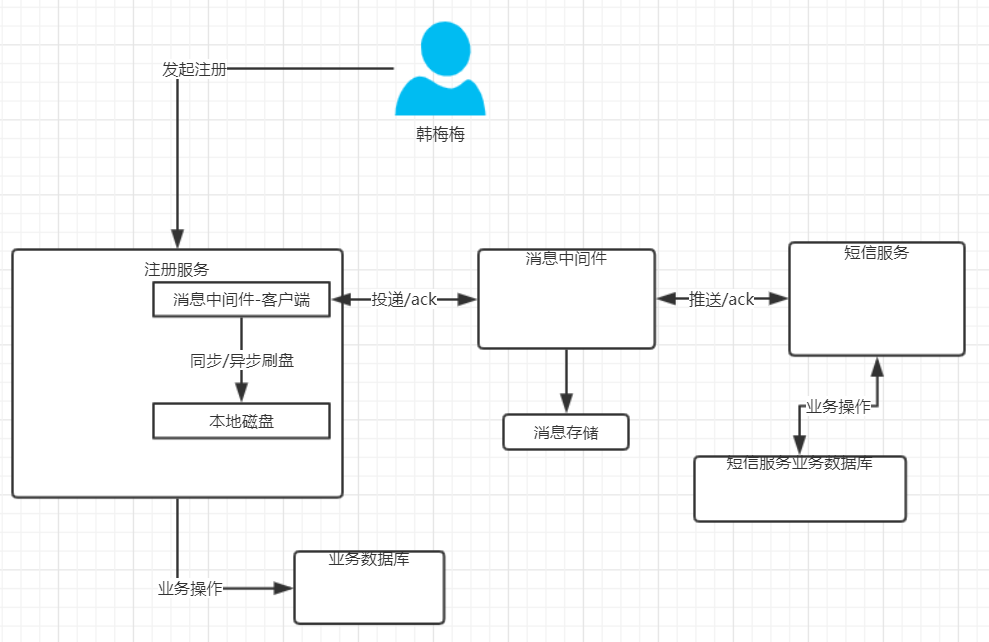 发起注册
韩梅梅
注册服务
消息中间件-客户端
同步/异步刷盘
本地磁盘
投递/ack
消息中间件
推送/ack
短信服务
消息存储
业务操作
短信服务业务数据库
业务操作
业务数据库